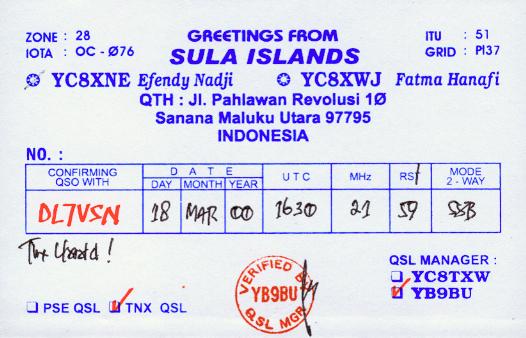 ZONE : 28
IOTA : OC - Ø76
GREETINGS FROM
SULA ISLANDS
ITU : 51
GRID : PI37
YC8XNE Efendy Nadji YC8XWJ Fatma Hanafi
QTH : Jl. Pahlawan Revolusi 1Ø
Sanana Maluku Utara 97795
INDONESIA
NO. :
CONFIRMING QSO WITH
DATE
DAY MONTH YEAR
UTC
MHz
RST
MODE 2 - WAY
DL7VSN 18 MAR 00 1630 21 59 SSB
Tnx
QSL MANAGER :
YC8TXW
YB9BU
VERIFIED BY
YB9BU
QSL MGR
PSE QSL TNX QSL